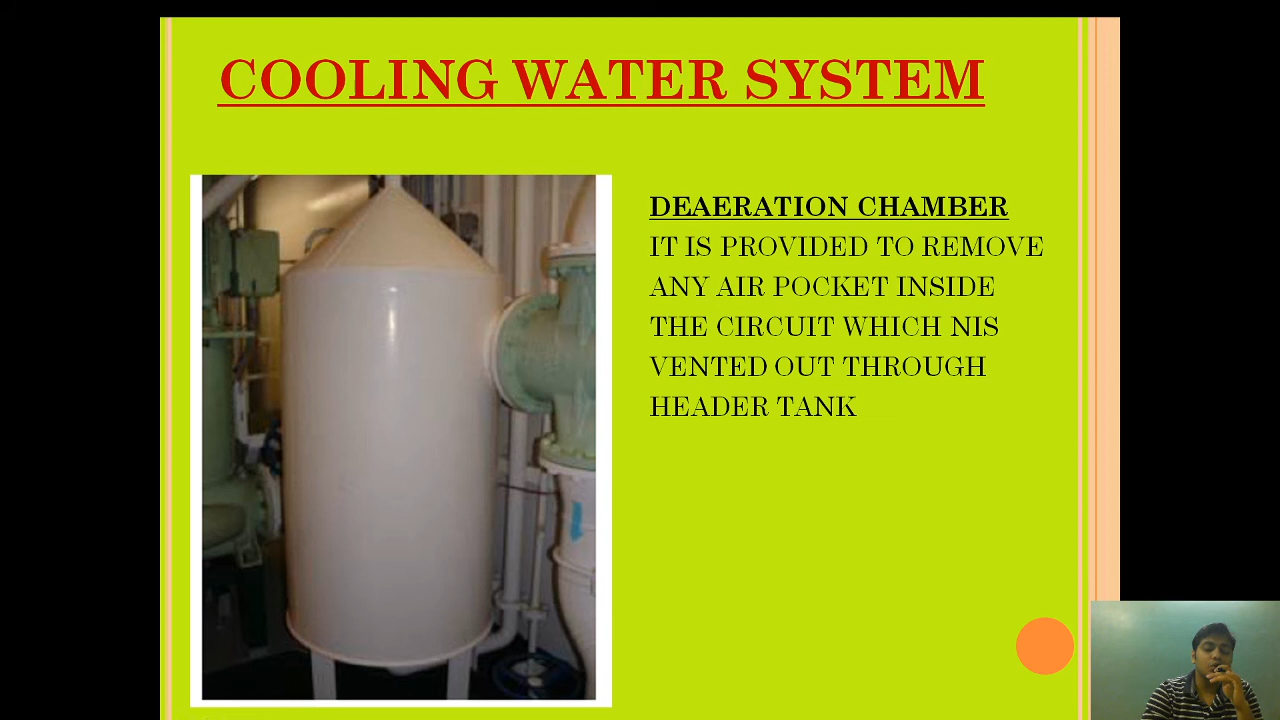 COOLING WATER SYSTEM
DEAERATION CHAMBER
IT IS PROVIDED TO REMOVE
ANY AIR POCKET INSIDE
THE CIRCUIT WHICH NIS
VENTED OUT THROUGH
HEADER TANK